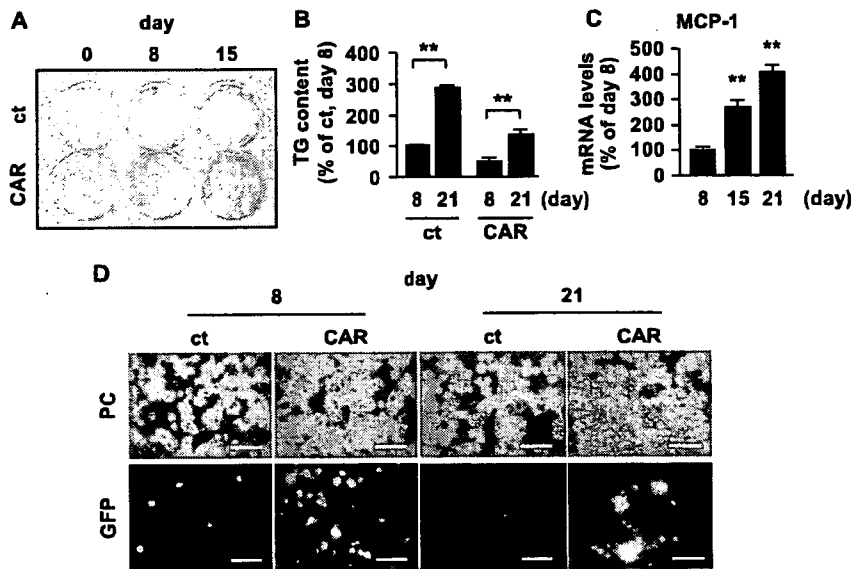 A
day
0 8 15
ct
CAR
B
TG content
(% of ct, day 8)
400
300
200
100
0
**
**
8 21 8 21 (day)
ct CAR
C
MCP-1
mRNA levels
(% of day 8)
500
400
300
200
100
0
**
**
8 15 21 (day)
D
day
8 21
ct CAR ct CAR
PC
GFP